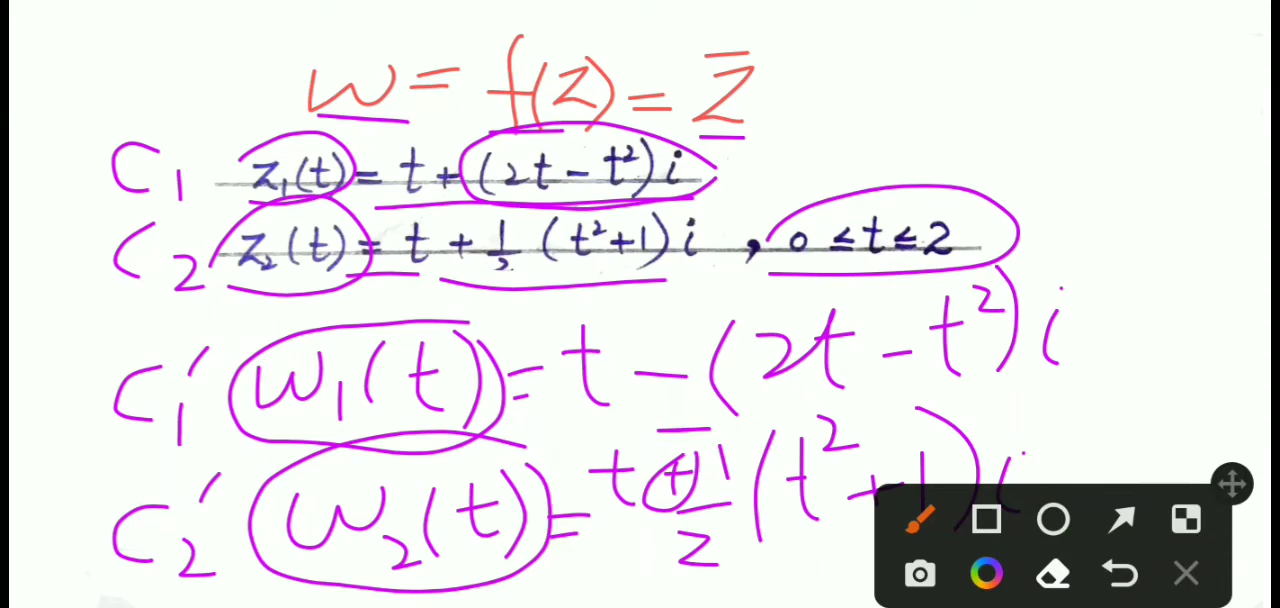 w = f(z) = z̅
C₁ z₁(t) = t + (2t − t²)i
C₂ z₂(t) = t + ½ (t²+1)i , 0 ≤ t ≤ 2
C₁′ w₁(t) = t − (2t − t²)i
C₂′ w₂(t) = t + ½ (t²+1)i